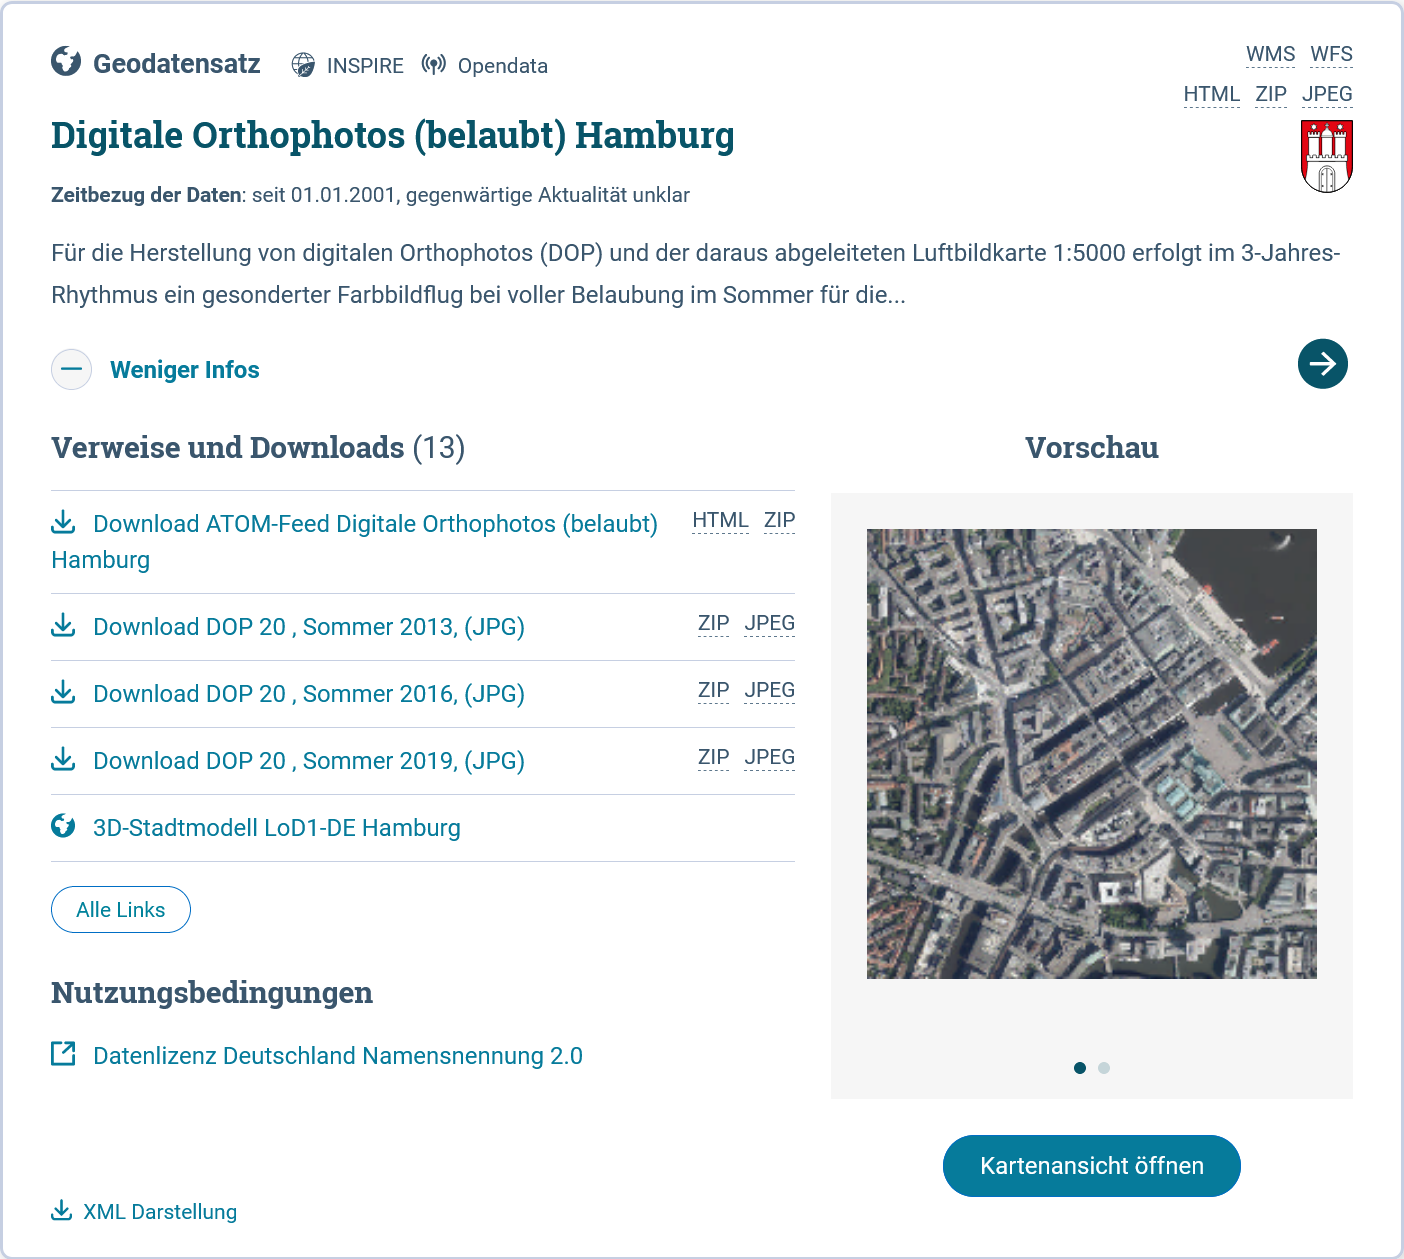 Geodatensatz INSPIRE Opendata
WMS WFS
HTML ZIP JPEG
Digitale Orthophotos (belaubt) Hamburg
Zeitbezug der Daten: seit 01.01.2001, gegenwärtige Aktualität unklar
Für die Herstellung von digitalen Orthophotos (DOP) und der daraus abgeleiteten Luftbildkarte 1:5000 erfolgt im 3-Jahres-
Rhythmus ein gesonderter Farbbildflug bei voller Belaubung im Sommer für die...
Weniger Infos
Verweise und Downloads (13)
Download ATOM-Feed Digitale Orthophotos (belaubt) HTML ZIP
Hamburg
Download DOP 20 , Sommer 2013, (JPG) ZIP JPEG
Download DOP 20 , Sommer 2016, (JPG) ZIP JPEG
Download DOP 20 , Sommer 2019, (JPG) ZIP JPEG
3D-Stadtmodell LoD1-DE Hamburg
Alle Links
Nutzungsbedingungen
Datenlizenz Deutschland Namensnennung 2.0
XML Darstellung
Vorschau
Kartenansicht öffnen